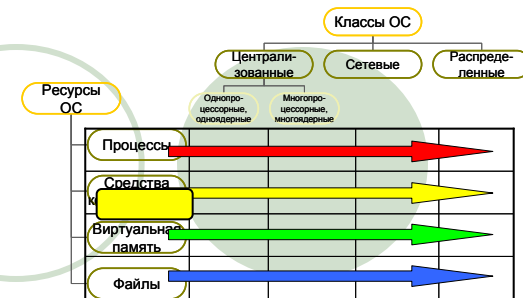 Классы ОС
Централи-
зованные
Сетевые
Распреде-
ленные
Однопро-
цессорные,
одноядерные
Многопро-
цессорные,
многоядерные
Ресурсы
ОС
Процессы
Средства
Виртуальная
память
Файлы